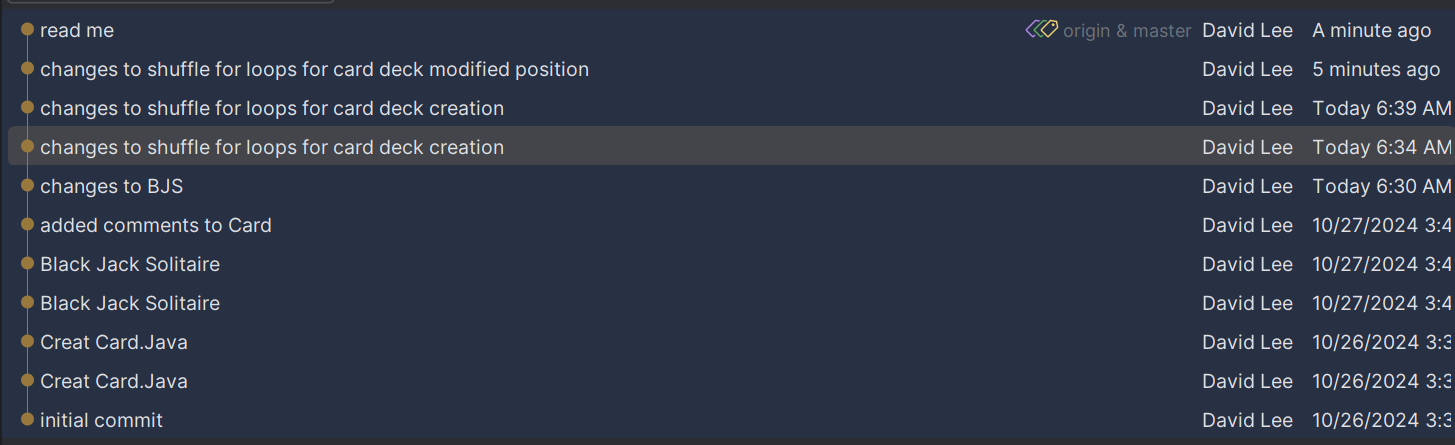 read me origin & master David Lee A minute ago
changes to shuffle for loops for card deck modified position David Lee 5 minutes ago
changes to shuffle for loops for card deck creation David Lee Today 6:39 AM
changes to shuffle for loops for card deck creation David Lee Today 6:34 AM
changes to BJS David Lee Today 6:30 AM
added comments to Card David Lee 10/27/2024 3:4
Black Jack Solitaire David Lee 10/27/2024 3:4
Black Jack Solitaire David Lee 10/27/2024 3:4
Creat Card.Java David Lee 10/26/2024 3:3
Creat Card.Java David Lee 10/26/2024 3:3
initial commit David Lee 10/26/2024 3:3